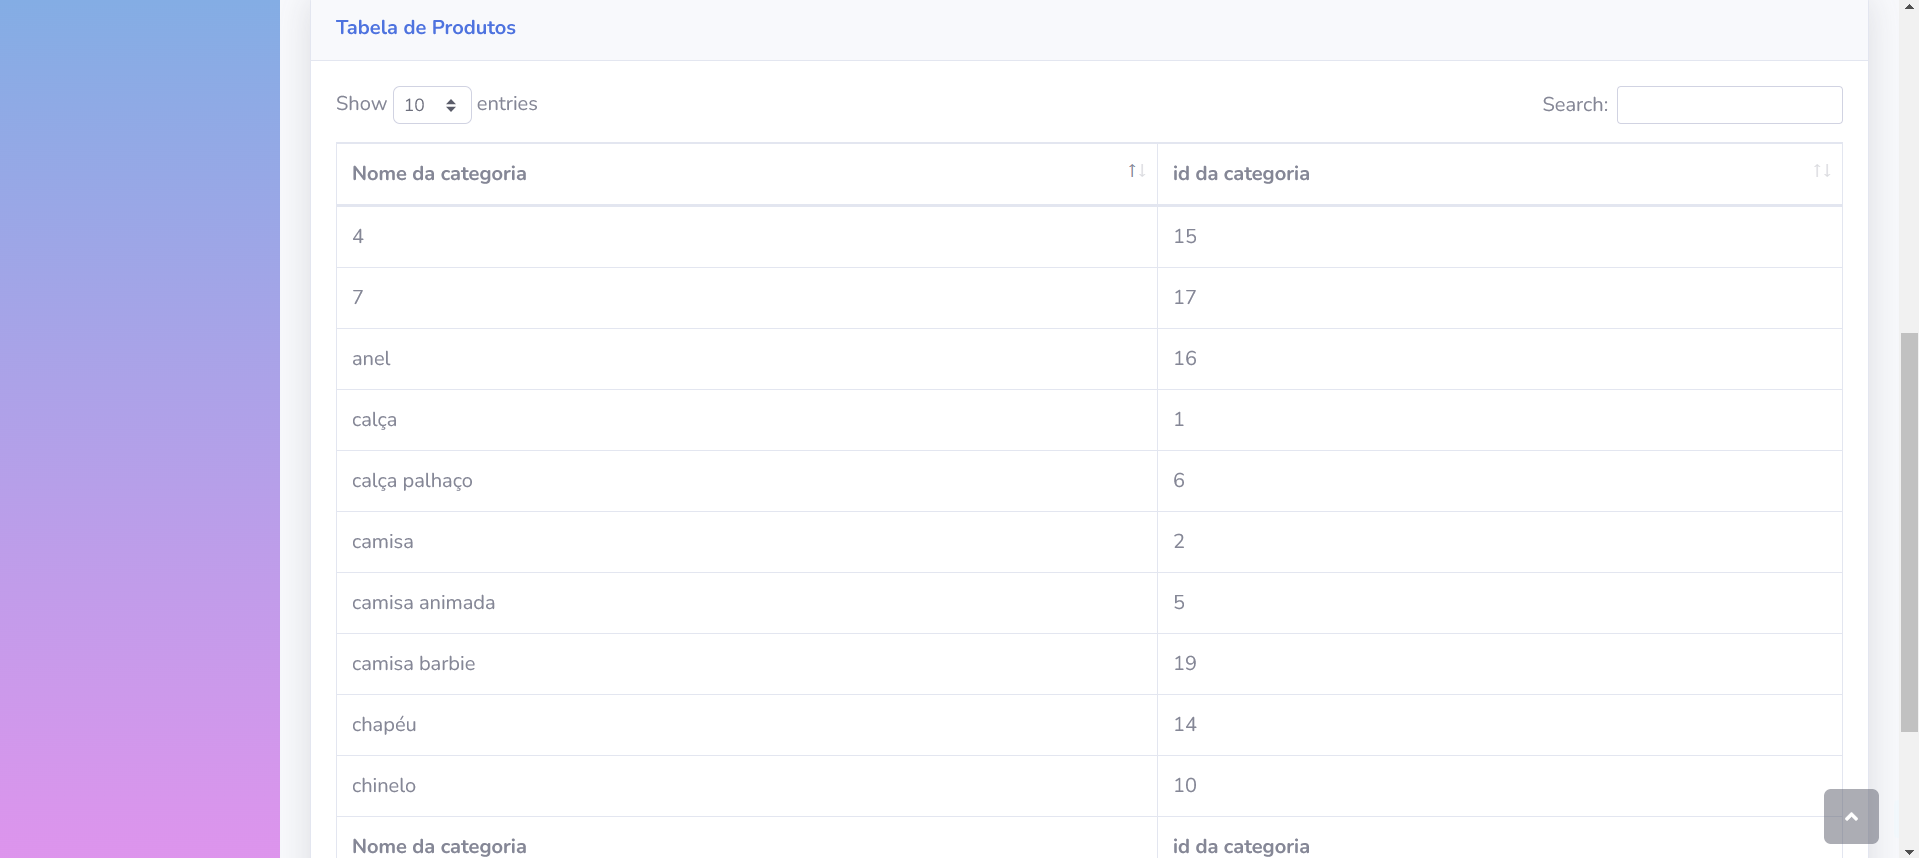 Tabela de Produtos
Show 10 entries Search:
Nome da categoria id da categoria
4 15
7 17
anel 16
calça 1
calça palhaço 6
camisa 2
camisa animada 5
camisa barbie 19
chapéu 14
chinelo 10
Nome da categoria id da categoria